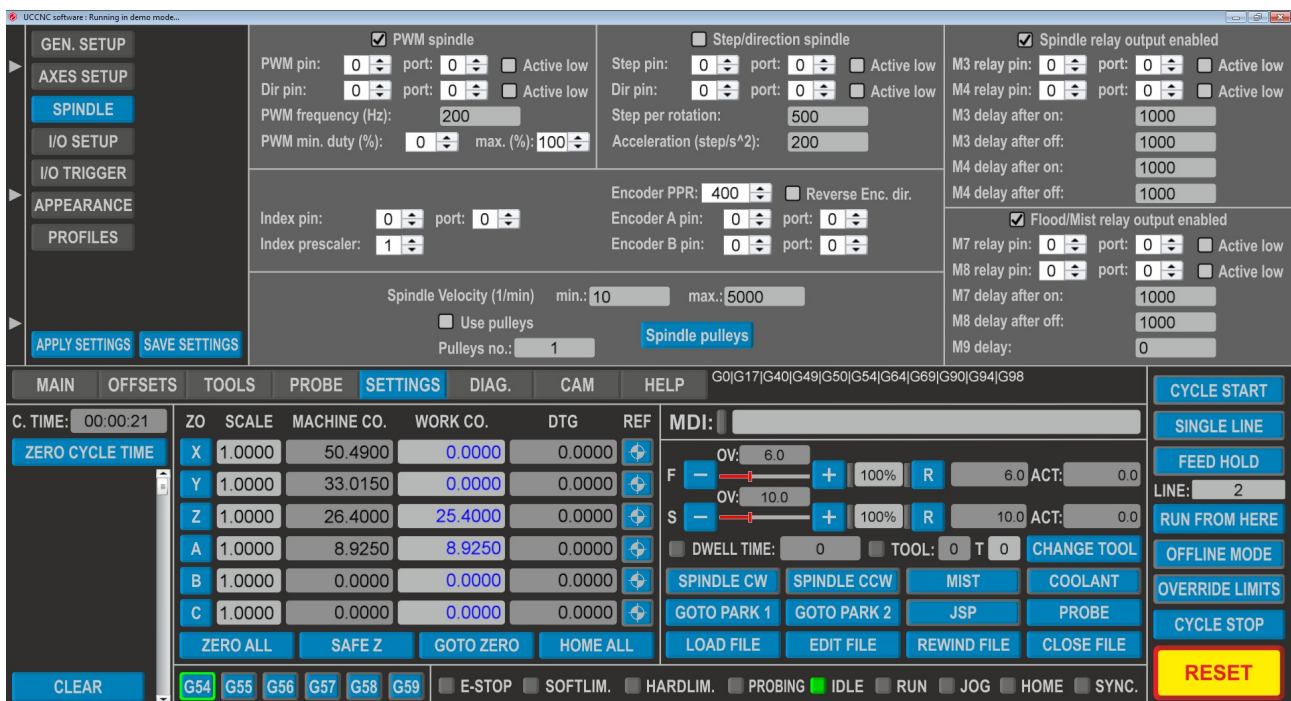 UCCNC software : Running in demo mode...
GEN. SETUP
AXES SETUP
SPINDLE
I/O SETUP
I/O TRIGGER
APPEARANCE
PROFILES
APPLY SETTINGS SAVE SETTINGS
PWM spindle
PWM pin: 0 port: 0 Active low
Dir pin: 0 port: 0 Active low
PWM frequency (Hz): 200
PWM min. duty (%): 0 max. (%): 100
Step/direction spindle
Step pin: 0 port: 0 Active low
Dir pin: 0 port: 0 Active low
Step per rotation: 500
Acceleration (step/s^2): 200
Index pin: 0 port: 0
Index prescaler: 1
Encoder PPR: 400 Reverse Enc. dir.
Encoder A pin: 0 port: 0
Encoder B pin: 0 port: 0
Spindle Velocity (1/min) min.: 10 max.: 5000
Use pulleys
Pulleys no.: 1
Spindle pulleys
Spindle relay output enabled
M3 relay pin: 0 port: 0 Active low
M4 relay pin: 0 port: 0 Active low
M3 delay after on: 1000
M3 delay after off: 1000
M4 delay after on: 1000
M4 delay after off: 1000
Flood/Mist relay output enabled
M7 relay pin: 0 port: 0 Active low
M8 relay pin: 0 port: 0 Active low
M7 delay after on: 1000
M8 delay after off: 1000
M9 delay: 0
MAIN OFFSETS TOOLS PROBE SETTINGS DIAG. CAM HELP
G0|G17|G40|G49|G50|G54|G64|G69|G90|G94|G98
C. TIME: 00:00:21
ZERO CYCLE TIME
CLEAR
ZO SCALE MACHINE CO. WORK CO. DTG REF
X 1.0000 50.4900 0.0000 0.0000
Y 1.0000 33.0150 0.0000 0.0000
Z 1.0000 26.4000 25.4000 0.0000
A 1.0000 8.9250 8.9250 0.0000
B 1.0000 0.0000 0.0000 0.0000
C 1.0000 0.0000 0.0000 0.0000
ZERO ALL SAFE Z GOTO ZERO HOME ALL
G54 G55 G56 G57 G58 G59
MDI:
OV: 6.0
F − + 100% R 6.0 ACT: 0.0
OV: 10.0
S − + 100% R 10.0 ACT: 0.0
DWELL TIME: 0 TOOL: 0 T 0 CHANGE TOOL
SPINDLE CW SPINDLE CCW MIST COOLANT
GOTO PARK 1 GOTO PARK 2 JSP PROBE
LOAD FILE EDIT FILE REWIND FILE CLOSE FILE
E-STOP SOFTLIM. HARDLIM. PROBING IDLE RUN JOG HOME SYNC.
CYCLE START
SINGLE LINE
FEED HOLD
LINE: 2
RUN FROM HERE
OFFLINE MODE
OVERRIDE LIMITS
CYCLE STOP
RESET